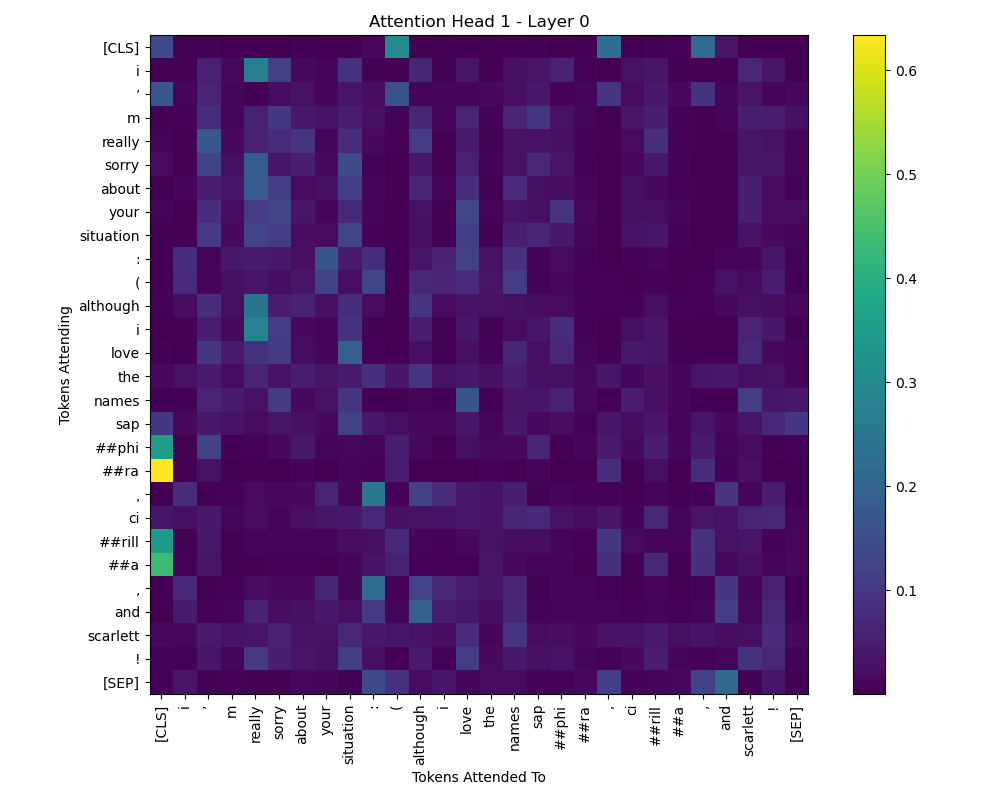 Attention Head 1 - Layer 0
[CLS]
i
’
m
really
sorry
about
your
situation
:
(
although
i
love
the
names
sap
##phi
##ra
,
ci
##rill
##a
,
and
scarlett
!
[SEP]
Tokens Attending
[CLS]
i
’
m
really
sorry
about
your
situation
:
(
although
i
love
the
names
sap
##phi
##ra
,
ci
##rill
##a
,
and
scarlett
!
[SEP]
Tokens Attended To
0.6
0.5
0.4
0.3
0.2
0.1